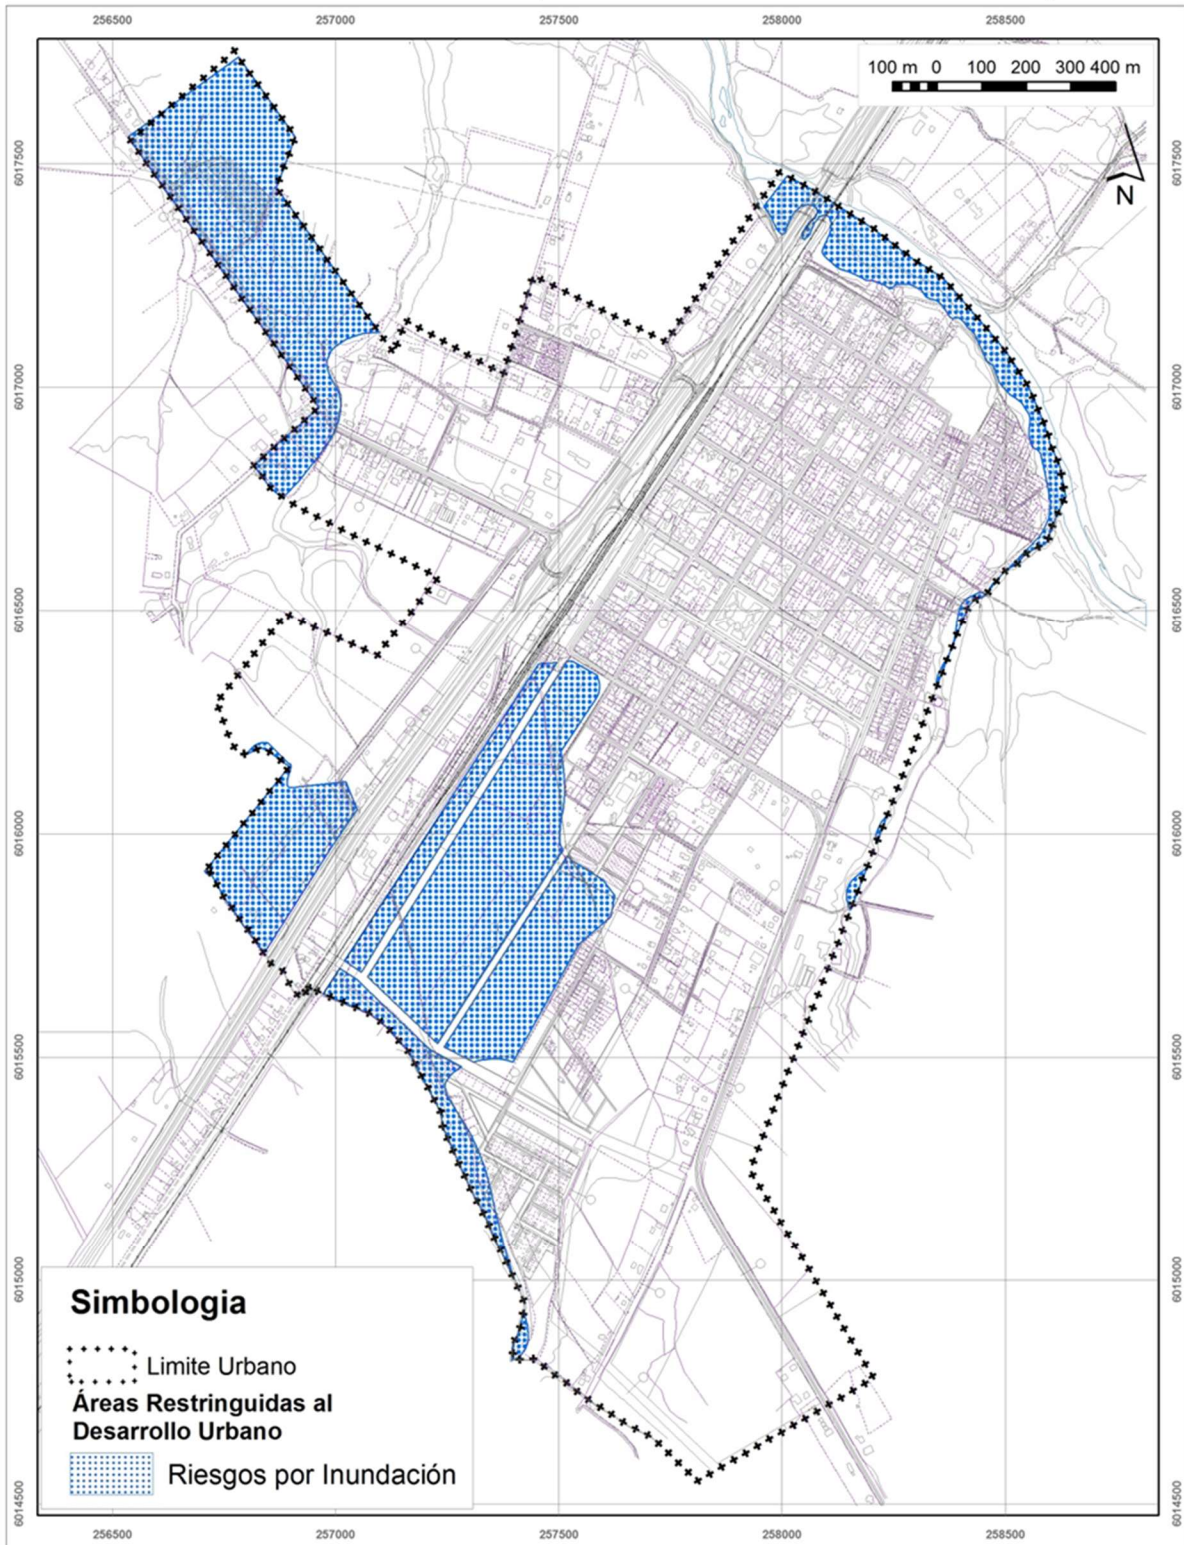 256500 257000 257500 258000 258500
100 m 0 100 200 300 400 m
N
6017500 6017500
6017000 6017000
6016500 6016500
6016000 6016000
6015500 6015500
6015000 6015000
6014500 6014500
Simbologia
Limite Urbano
Áreas Restringuidas al
Desarrollo Urbano
Riesgos por Inundación
256500 257000 257500 258000 258500